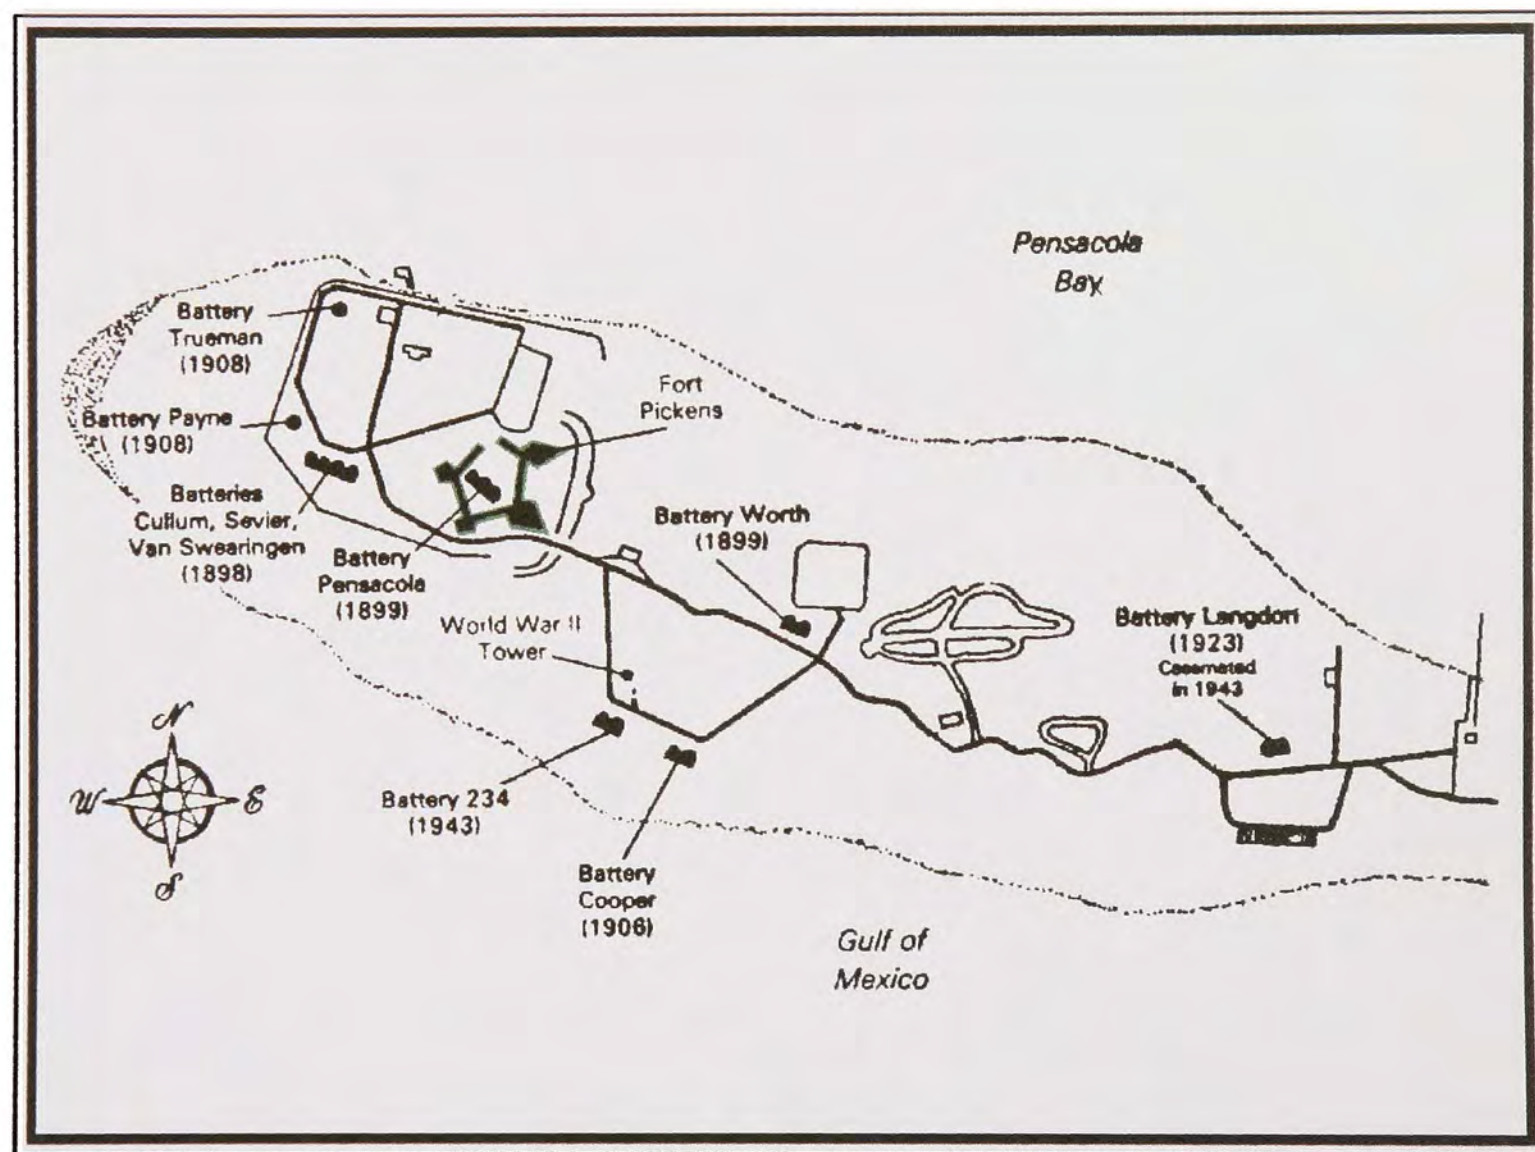 Pensacola
Bay
Battery
Trueman
(1908)
Fort
Pickens
Battery Payne
(1908)
Batteries
Cullum, Sevier,
Van Swearingen
(1898)
Battery
Pensacola
(1899)
Battery Worth
(1899)
World War II
Tower
Battery Langdon
(1923)
Casemated
in 1943
N
W
E
S
Battery 234
(1943)
Battery
Cooper
(1906)
Gulf of
Mexico